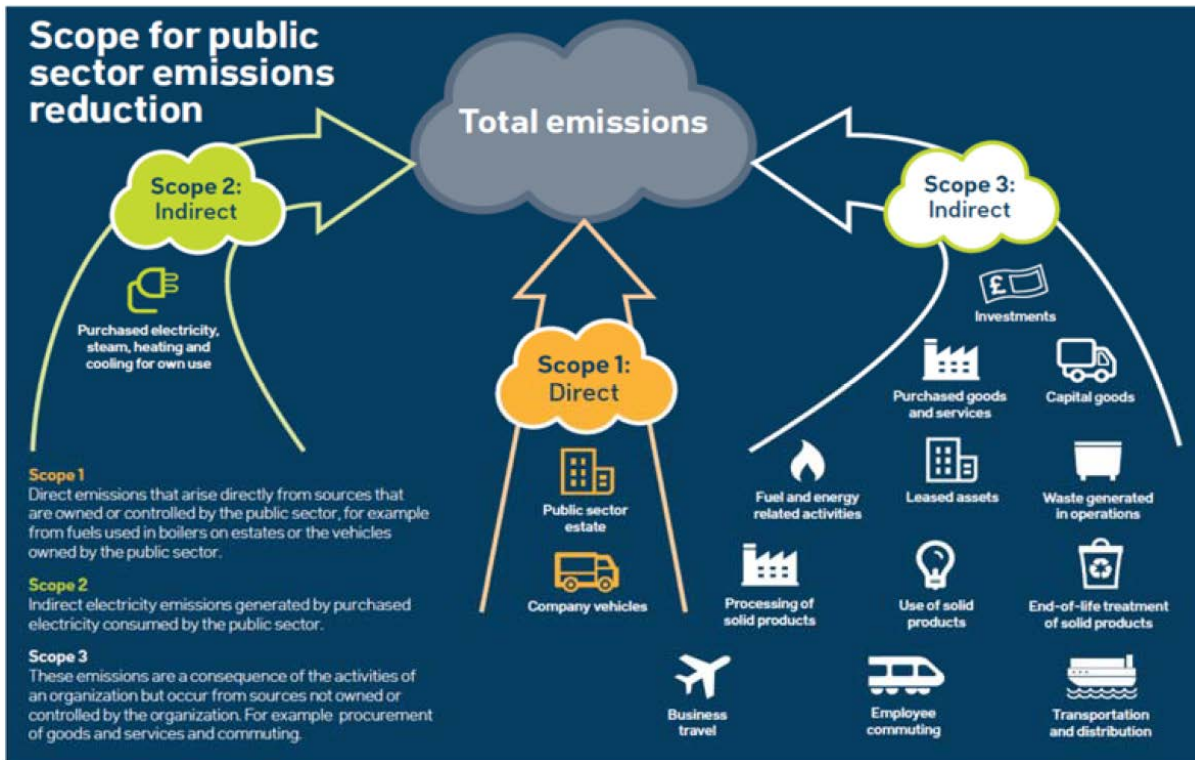 Scope for public
sector emissions
reduction
Total emissions
Scope 2:
Indirect
Purchased electricity,
steam, heating and
cooling for own use
Scope 1:
Direct
Public sector
estate
Company vehicles
Scope 3:
Indirect
£
Investments
Purchased goods
and services
Capital goods
Fuel and energy
related activities
Leased assets
Waste generated
in operations
Processing of
solid products
Use of solid
products
End-of-life treatment
of solid products
Business
travel
Employee
commuting
Transportation
and distribution
Scope 1
Direct emissions that arise directly from sources that
are owned or controlled by the public sector, for example
from fuels used in boilers on estates or the vehicles
owned by the public sector.
Scope 2
Indirect electricity emissions generated by purchased
electricity consumed by the public sector.
Scope 3
These emissions are a consequence of the activities of
an organization but occur from sources not owned or
controlled by the organization. For example procurement
of goods and services and commuting.